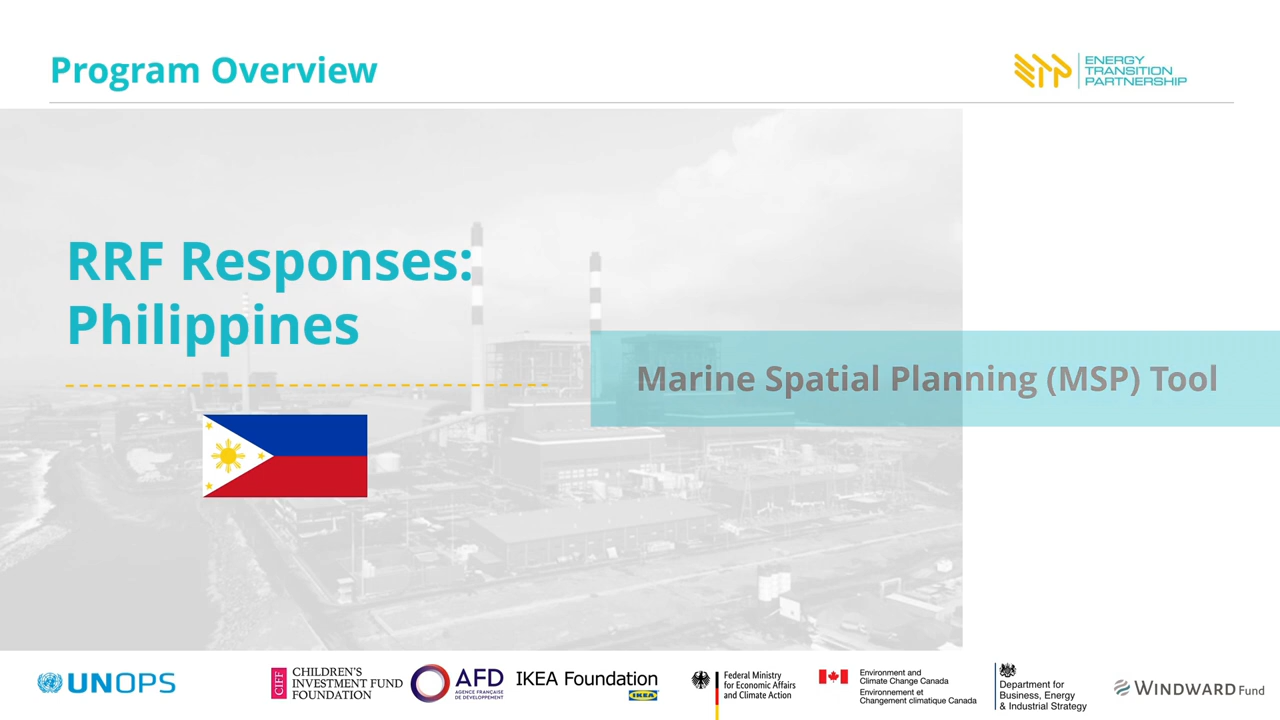 Program Overview
ETP
ENERGY
TRANSITION
PARTNERSHIP
RRF Responses:
Philippines
Marine Spatial Planning (MSP) Tool
UNOPS
CIFF
CHILDREN'S
INVESTMENT FUND
FOUNDATION
AFD
AGENCE FRANÇAISE
DE DÉVELOPPEMENT
IKEA Foundation
IKEA
Federal Ministry
for Economic Affairs
and Climate Action
Environment and
Climate Change Canada
Environnement et
Changement climatique Canada
Department for
Business, Energy
& Industrial Strategy
WINDWARD Fund